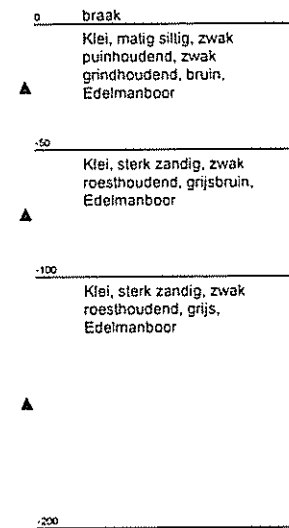 0 braak
Klei, matig siltig, zwak
puinhoudend, zwak
grindhoudend, bruin,
Edelmanboor
-50
Klei, sterk zandig, zwak
roesthoudend, grijsbruin,
Edelmanboor
-100
Klei, sterk zandig, zwak
roesthoudend, grijs,
Edelmanboor
-200